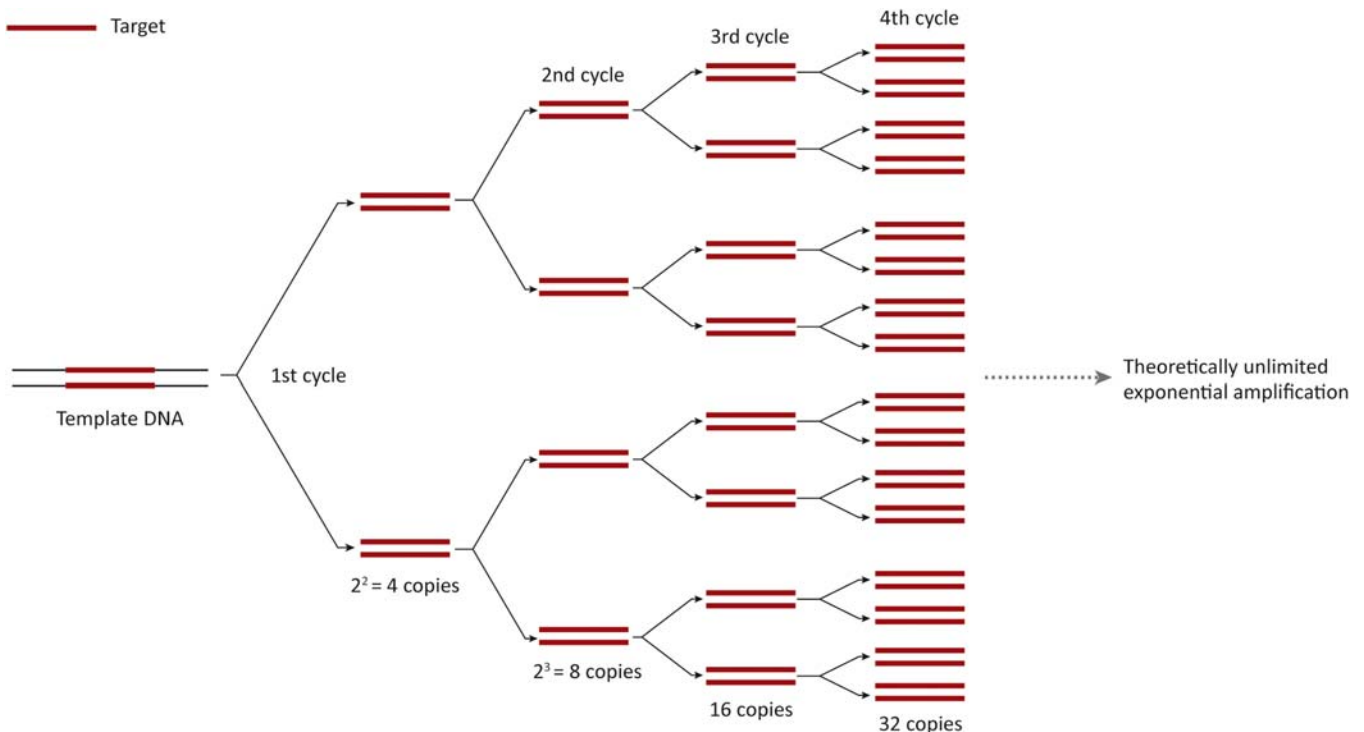 Target
4th cycle
3rd cycle
2nd cycle
1st cycle
Template DNA
Theoretically unlimited
exponential amplification
2² = 4 copies
2³ = 8 copies
16 copies
32 copies